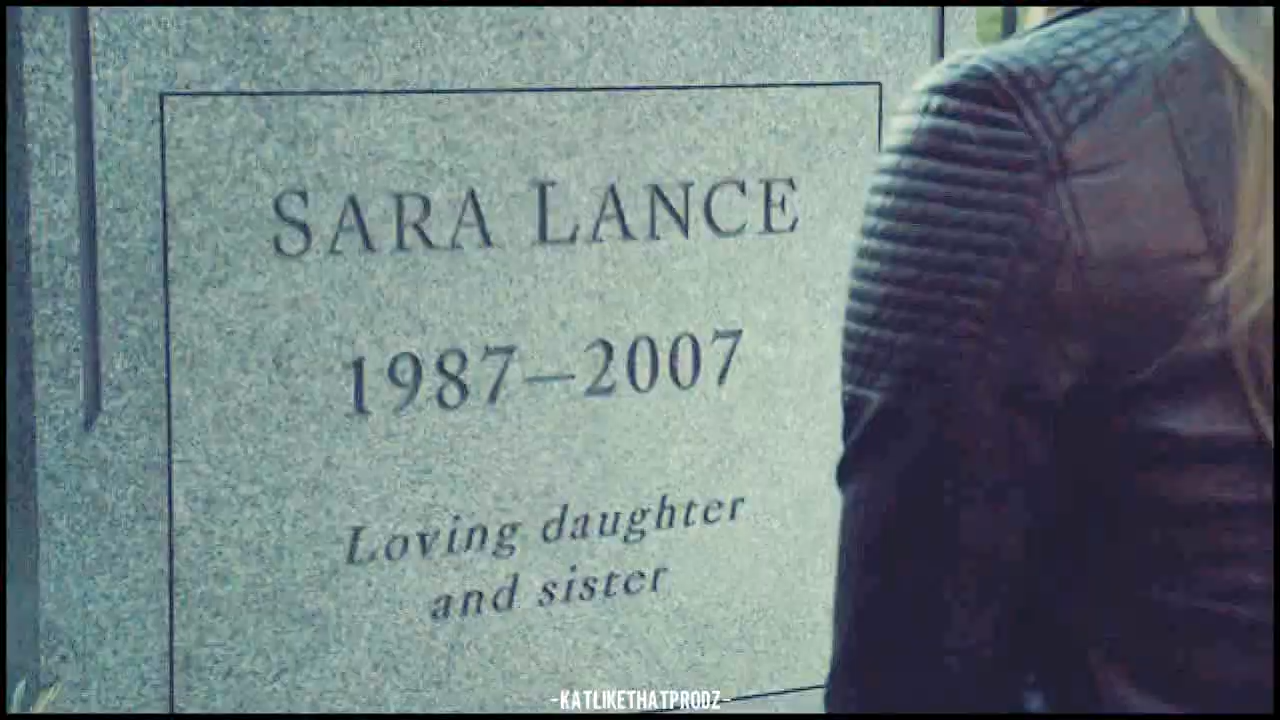 SARA LANCE
1987–2007
Loving daughter
and sister
-KATLIKETHATPRODZ-